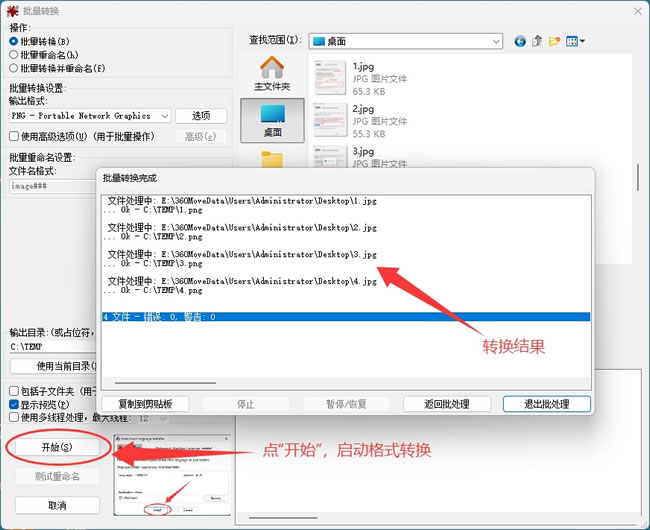 批量转换
操作:
批量转换(B)
批量重命名(h)
批量转换并重命名(f)
批量转换设置:
输出格式:
PNG - Portable Network Graphics
选项
使用高级选项(U) (用于批量操作)
高级(g)
批量重命名设置:
文件名格式:
image###
查找范围(I):
桌面
主文件夹
桌面
1.jpg
JPG 图片文件
65.3 KB
2.jpg
JPG 图片文件
55.3 KB
3.jpg
批量转换完成
文件处理中: E:\360MoveData\Users\Administrator\Desktop\1.jpg
... Ok - C:\TEMP\1.png
文件处理中: E:\360MoveData\Users\Administrator\Desktop\2.jpg
... Ok - C:\TEMP\2.png
文件处理中: E:\360MoveData\Users\Administrator\Desktop\3.jpg
... Ok - C:\TEMP\3.png
文件处理中: E:\360MoveData\Users\Administrator\Desktop\4.jpg
... Ok - C:\TEMP\4.png
4 文件 - 错误: 0, 警告: 0
转换结果
复制到剪贴板
停止
暂停/恢复
返回批处理
退出批处理
输出目录:(或占位符,
C:\TEMP
使用当前目录(
包括子文件夹 (用于
显示预览(P)
使用多线程处理, 最大线程: 12
开始(S)
点“开始”，启动格式转换
测试重命名
取消